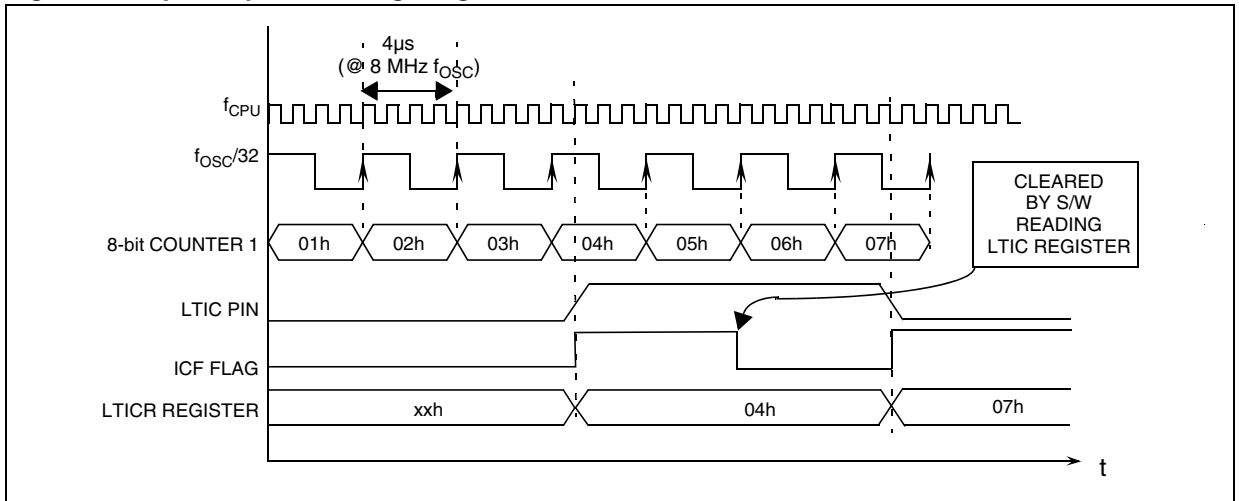 4µs
(@ 8 MHz fOSC)
fCPU
fOSC/32
CLEARED
BY S/W
READING
LTIC REGISTER
8-bit COUNTER 1 01h 02h 03h 04h 05h 06h 07h
LTIC PIN
ICF FLAG
LTICR REGISTER xxh 04h 07h
t